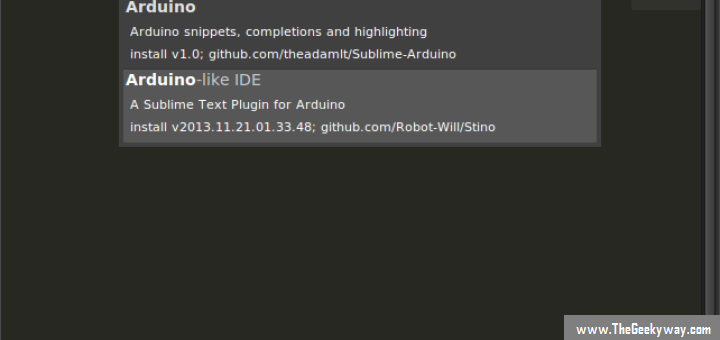 Arduino
Arduino snippets, completions and highlighting
install v1.0; github.com/theadamlt/Sublime-Arduino
Arduino-like IDE
A Sublime Text Plugin for Arduino
install v2013.11.21.01.33.48; github.com/Robot-Will/Stino
www.TheGeekyway.com